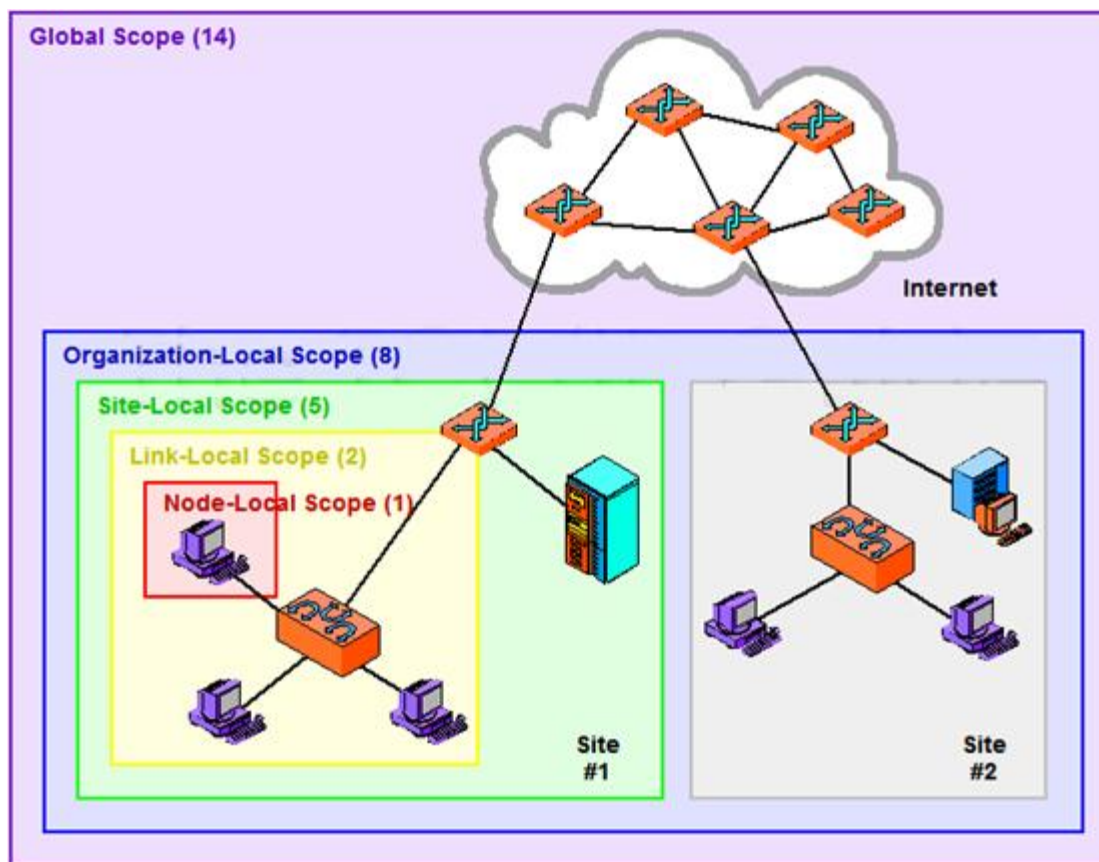 Global Scope (14)
Internet
Organization-Local Scope (8)
Site-Local Scope (5)
Link-Local Scope (2)
Node-Local Scope (1)
Site
#1
Site
#2